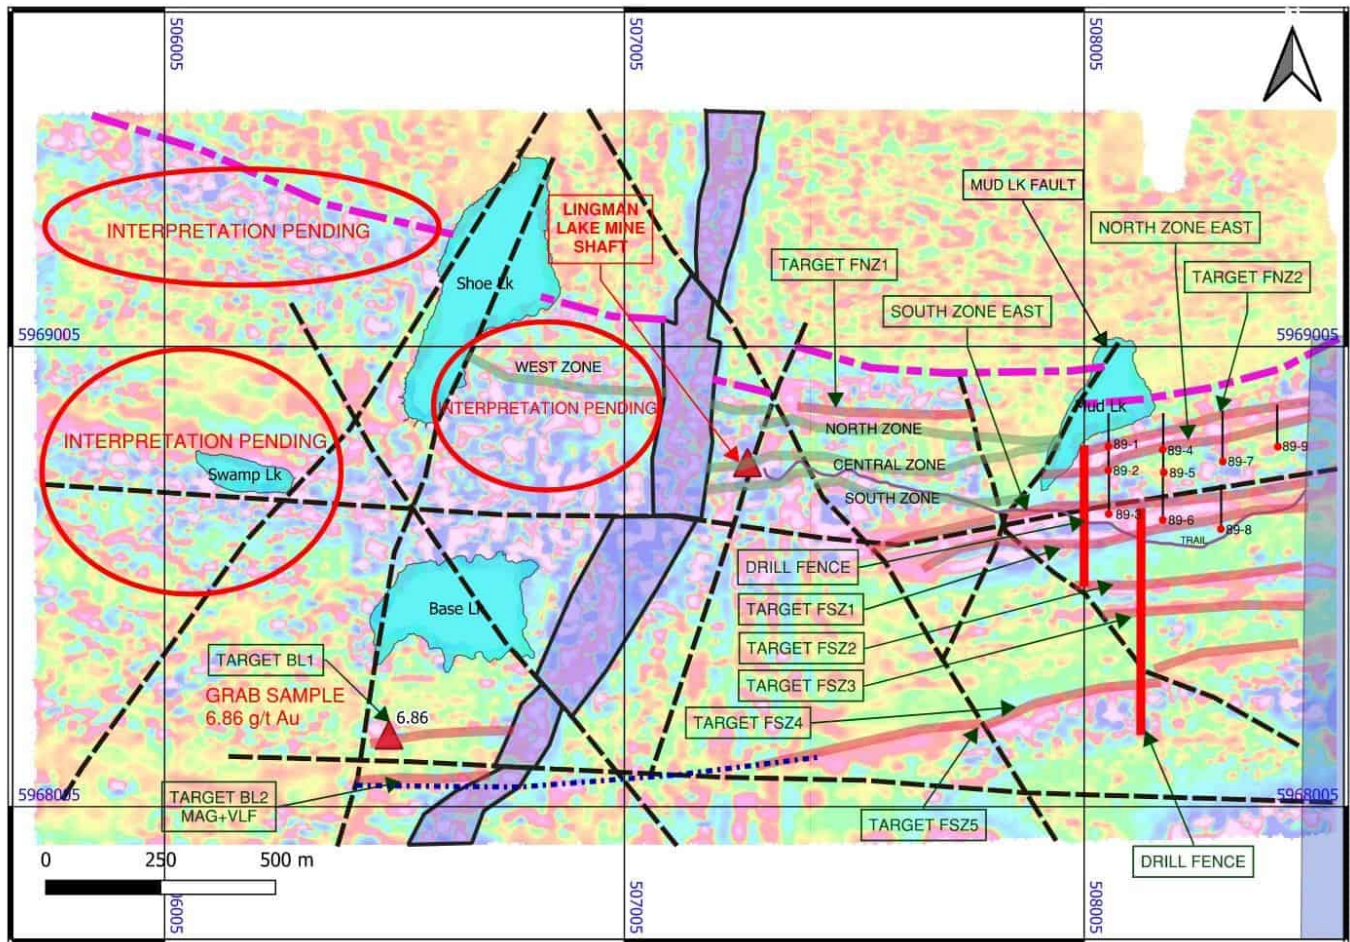 506005
507005
508005
MUD LK FAULT
LINGMAN
LAKE MINE
SHAFT
NORTH ZONE EAST
INTERPRETATION PENDING
TARGET FNZ1
TARGET FNZ2
Shoe Lk
SOUTH ZONE EAST
5969005
5969005
WEST ZONE
INTERPRETATION PENDING
Mud Lk
NORTH ZONE
INTERPRETATION PENDING
89-1
89-4
89-9
CENTRAL ZONE
89-7
Swamp Lk
89-2
89-5
SOUTH ZONE
89-3
89-6
89-8
TRAIL
DRILL FENCE
Base Lk
TARGET FSZ1
TARGET FSZ2
TARGET BL1
TARGET FSZ3
GRAB SAMPLE
6.86 g/t Au
6.86
TARGET FSZ4
5968005
5968005
TARGET BL2
MAG+VLF
TARGET FSZ5
0
250
500 m
DRILL FENCE
506005
507005
508005